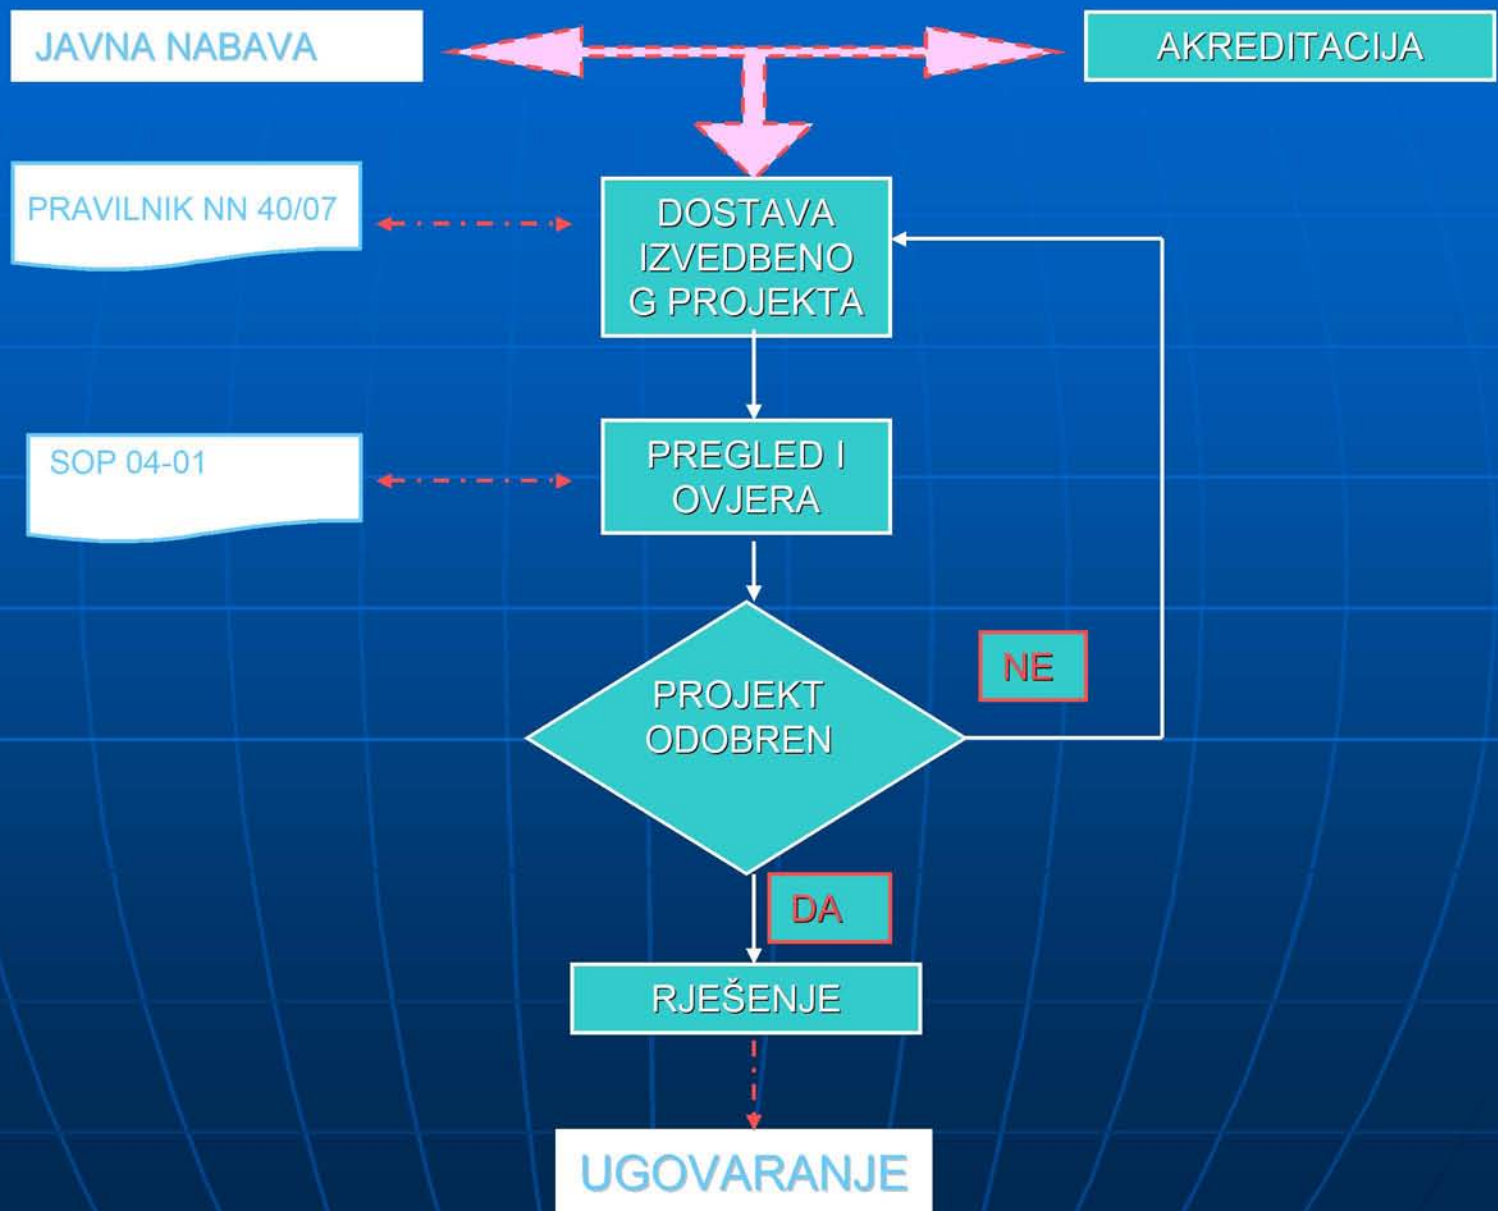 JAVNA NABAVA
AKREDITACIJA
PRAVILNIK NN 40/07
DOSTAVA
IZVEDBENO
G PROJEKTA
SOP 04-01
PREGLED I
OVJERA
PROJEKT
ODOBREN
NE
DA
RJEŠENJE
UGOVARANJE